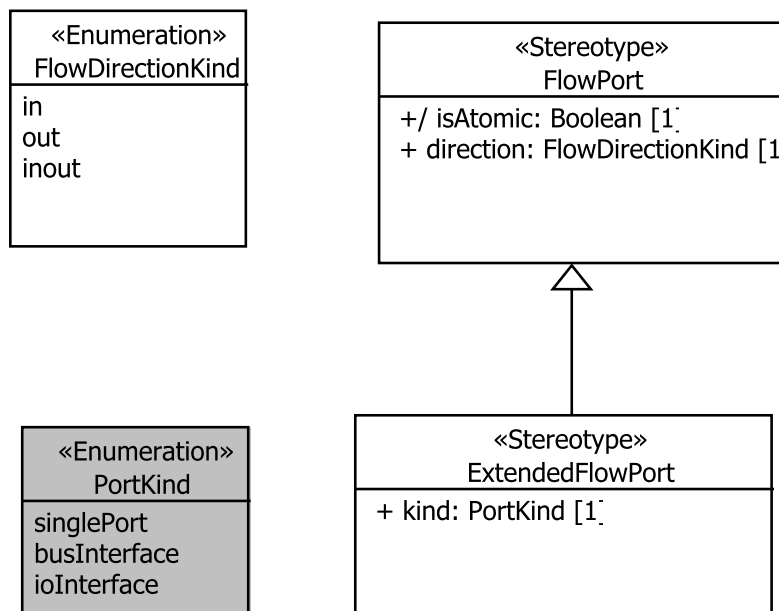 «Enumeration»
FlowDirectionKind
in
out
inout
«Stereotype»
FlowPort
+/ isAtomic: Boolean [1]
+ direction: FlowDirectionKind [1
«Enumeration»
PortKind
singlePort
busInterface
ioInterface
«Stereotype»
ExtendedFlowPort
+ kind: PortKind [1]